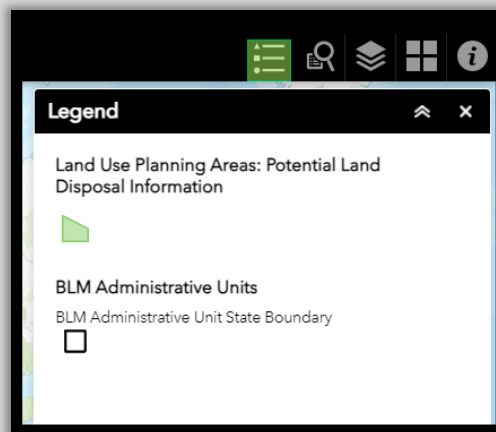 Legend
Land Use Planning Areas: Potential Land
Disposal Information
BLM Administrative Units
BLM Administrative Unit State Boundary